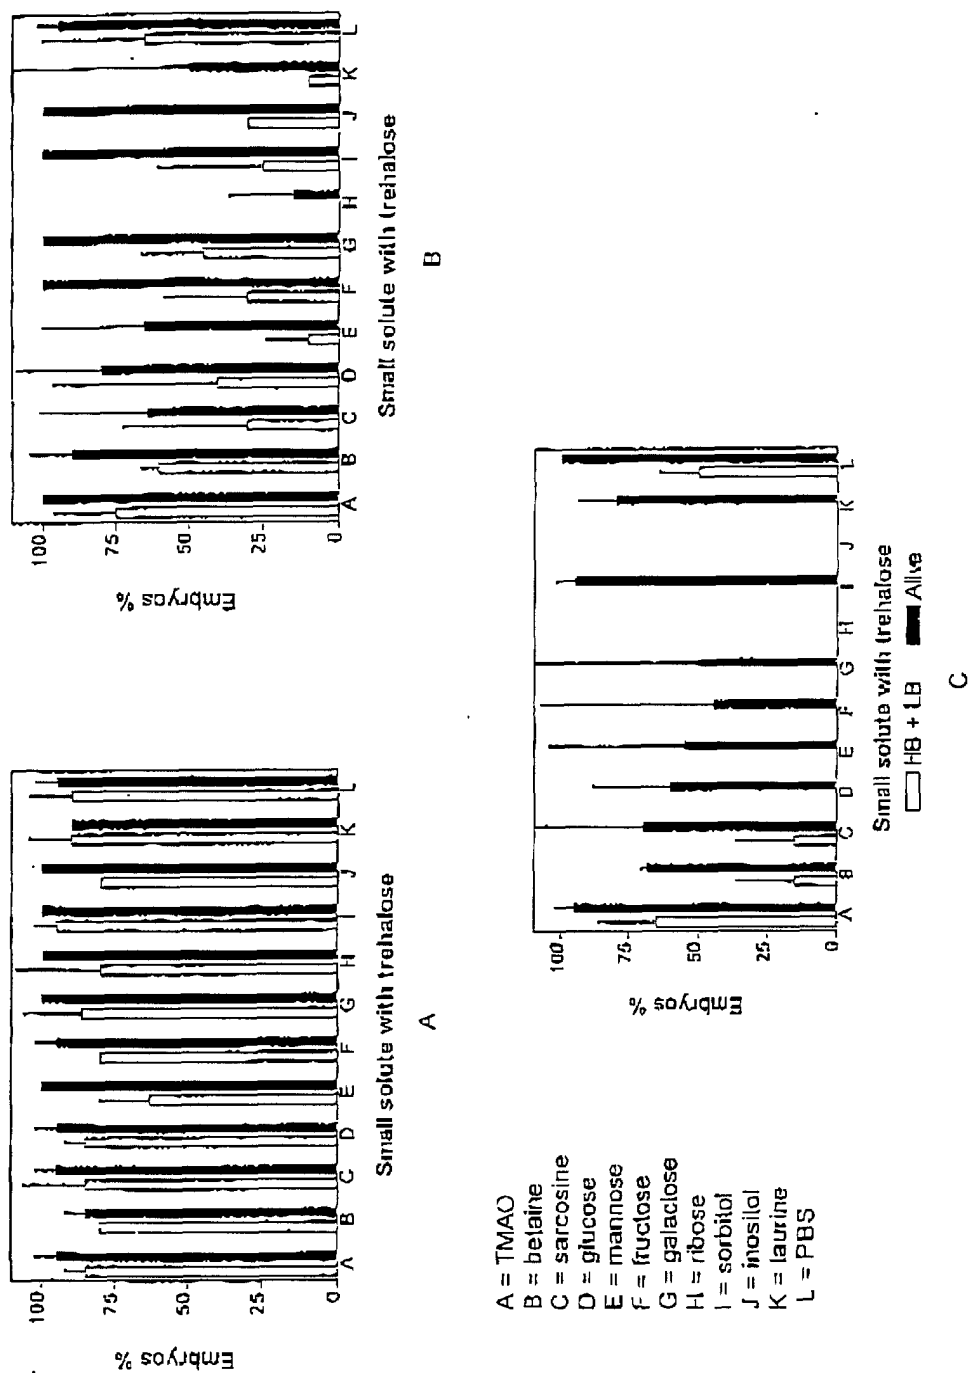 Embryos %
100-
75-
50-
25-
0
A B C D E F G H I J K L
Small solute with trehalose
A
Embryos %
100-
75-
50-
25-
0
A B C D E F G H I J K L
Small solute with trehalose
B
A = TMAO
B = betaine
C = sarcosine
D = glucose
E = mannose
F = fructose
G = galactose
H = ribose
I = sorbitol
J = inositol
K = taurine
L = PBS
Embryos %
100-
75-
50-
25-
0
A B C D E F G H I J K L
Small solute with trehalose
HB + LB Alive
C